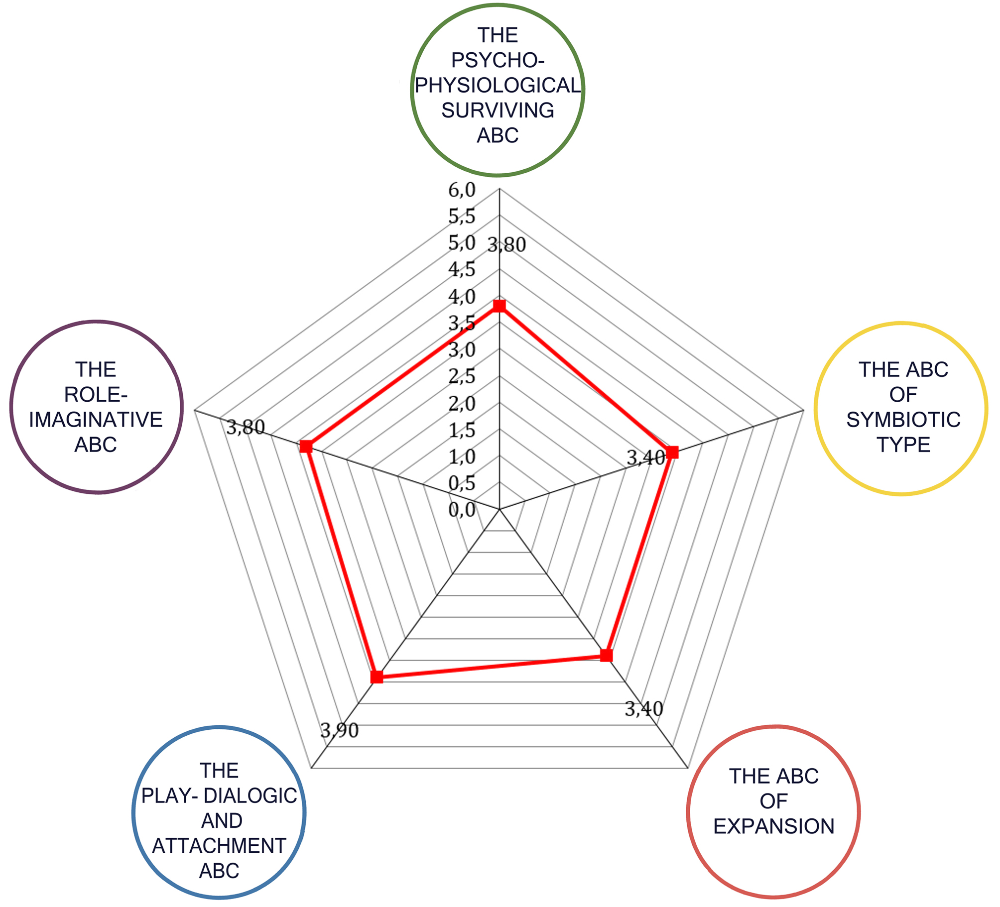 THE
PSYCHO-
PHYSIOLOGICAL
SURVIVING
ABC
6,0
5,5
5,0
3,80
4,5
4,0
3,5
3,0
2,5
2,0
1,5
1,0
0,5
0,0
THE
ROLE-
IMAGINATIVE
ABC
3,80
THE ABC
OF
SYMBIOTIC
TYPE
3,40
3,90
3,40
THE
PLAY- DIALOGIC
AND
ATTACHMENT
ABC
THE ABC
OF
EXPANSION